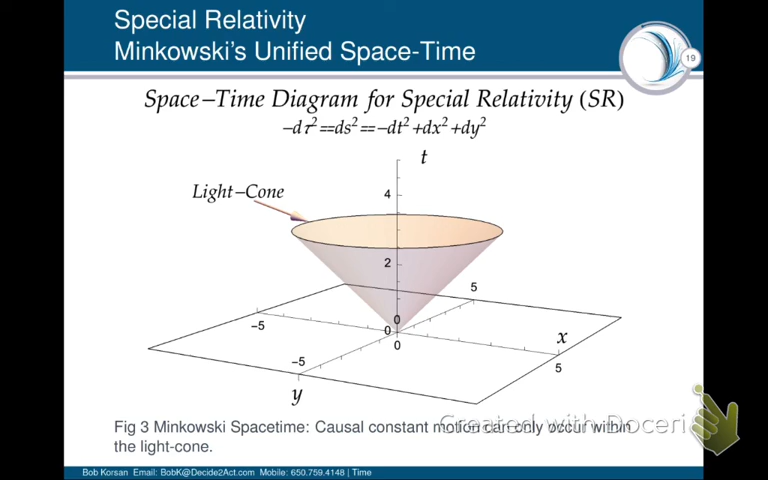 Special Relativity
Minkowski's Unified Space-Time
19
Space–Time Diagram for Special Relativity (SR)
-dτ²==ds²==-dt²+dx²+dy²
t
Light–Cone
4
2
5
0
0
0
-5
-5
x
5
y
Created with Doceri
Fig 3 Minkowski Spacetime: Causal constant motion can only occur within
the light-cone.
Bob Korsan Email: BobK@Decide2Act.com Mobile: 650.759.4148 | Time